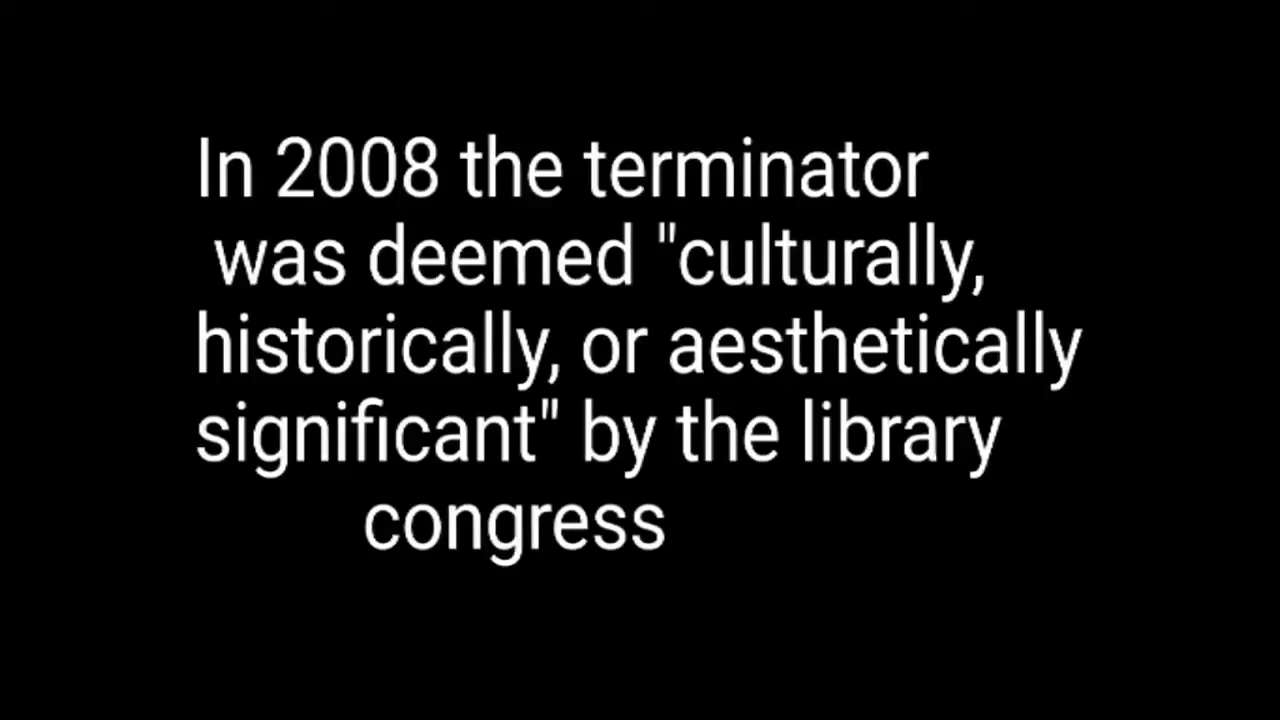 In 2008 the terminator
was deemed "culturally,
historically, or aesthetically
significant" by the library
congress